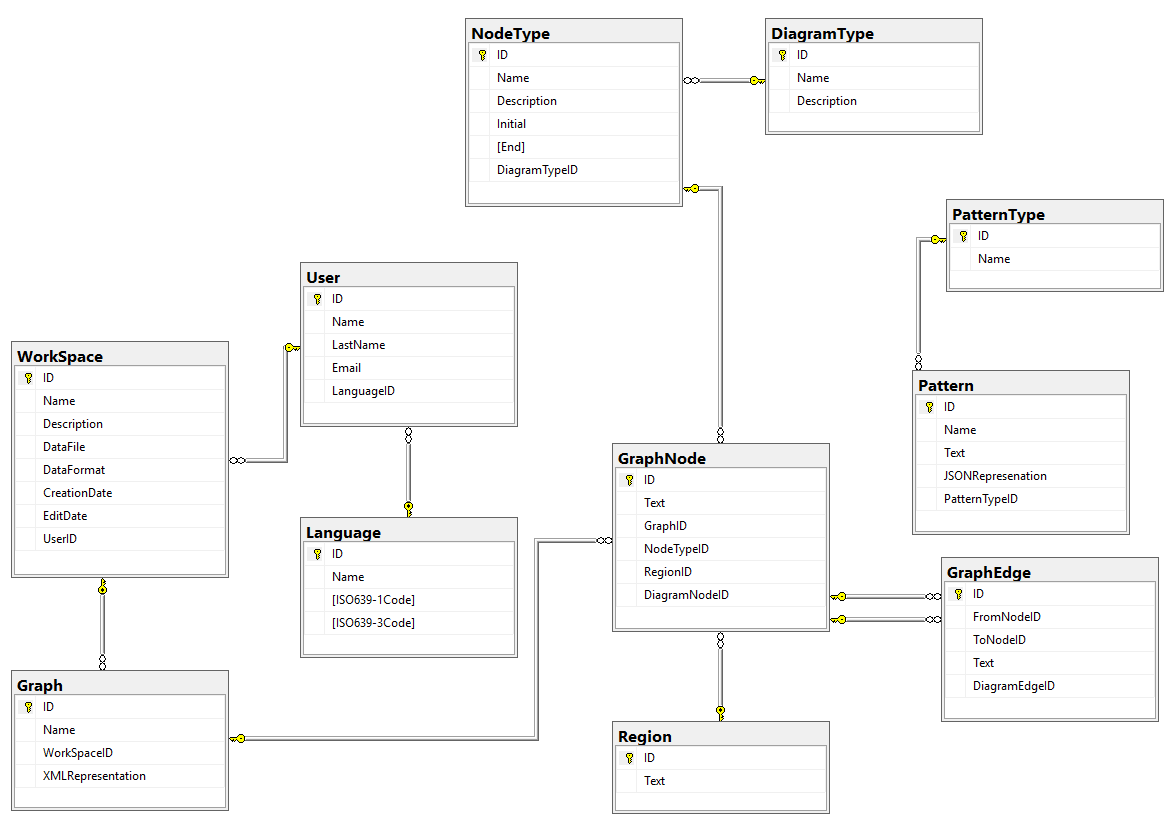 NodeType
ID
Name
Description
Initial
[End]
DiagramTypeID
DiagramType
ID
Name
Description
PatternType
ID
Name
User
ID
Name
LastName
Email
LanguageID
WorkSpace
ID
Name
Description
DataFile
DataFormat
CreationDate
EditDate
UserID
Pattern
ID
Name
Text
JSONRepresenation
PatternTypeID
GraphNode
ID
Text
GraphID
NodeTypeID
RegionID
DiagramNodeID
Language
ID
Name
[ISO639-1Code]
[ISO639-3Code]
GraphEdge
ID
FromNodeID
ToNodeID
Text
DiagramEdgeID
Graph
ID
Name
WorkSpaceID
XMLRepresentation
Region
ID
Text